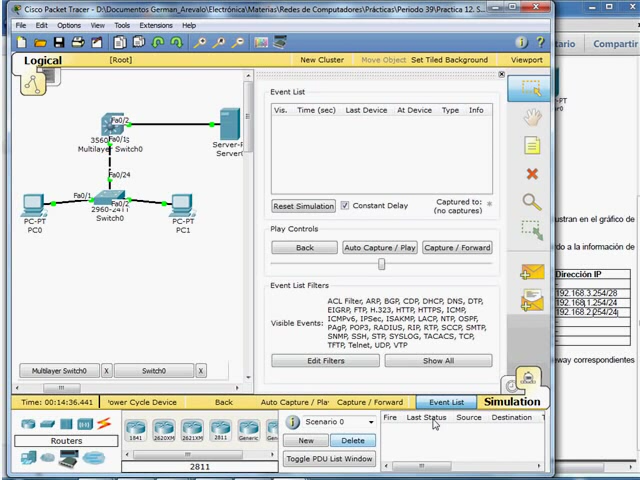 Cisco Packet Tracer - D:\Documentos German_Arevalo\Electrónica\Materias\Redes de Computadores\Prácticas\Periodo 39\Practica 12. S...
File Edit Options View Tools Extensions Help
tario Compartir
Logical [Root] New Cluster Move Object Set Tiled Background Viewport
Event List
Vis. Time (sec) Last Device At Device Type Info
Fa0/2
3560
Fa0/1
Multilayer Switch0
Server-P
Server
Fa0/24
Fa0/1
Fa0/2
2960-24TT
Switch0
PC-PT
PC0
PC-PT
PC1
Reset Simulation Constant Delay Captured to: *
(no captures)
Play Controls
Back Auto Capture / Play Capture / Forward
Event List Filters
Visible Events: ACL Filter, ARP, BGP, CDP, DHCP, DNS, DTP,
EIGRP, FTP, H.323, HTTP, HTTPS, ICMP,
ICMPv6, IPSec, ISAKMP, LACP, NTP, OSPF,
PAgP, POP3, RADIUS, RIP, RTP, SCCP, SMTP,
SNMP, SSH, STP, SYSLOG, TACACS, TCP,
TFTP, Telnet, UDP, VTP
Edit Filters Show All
PT
ustran en el gráfico de
do a la información de
Dirección IP
192.168.3.254/28
192.168.1.254/24
192.168.2.254/24
eway correspondientes
Multilayer Switch0 X Switch0 X
Time: 00:14:36.441 Power Cycle Device Back Auto Capture / Play Capture / Forward Event List Simulation
Routers
1841 2620XM 2621XM 2811 Generic Generic
2811
Scenario 0
New Delete
Toggle PDU List Window
Fire Last Status Source Destination T